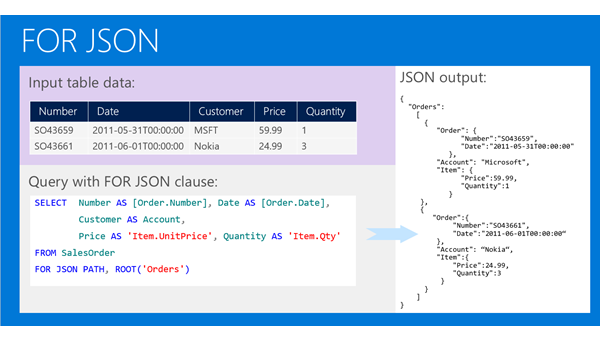 FOR JSON
Input table data:
Number Date Customer Price Quantity
SO43659 2011-05-31T00:00:00 MSFT 59.99 1
SO43661 2011-06-01T00:00:00 Nokia 24.99 3
Query with FOR JSON clause:
SELECT Number AS [Order.Number], Date AS [Order.Date],
Customer AS Account,
Price AS 'Item.UnitPrice', Quantity AS 'Item.Qty'
FROM SalesOrder
FOR JSON PATH, ROOT('Orders')
JSON output:
{
"Orders":
[
{
"Order": {
"Number":"SO43659",
"Date":"2011-05-31T00:00:00"
},
"Account": "Microsoft",
"Item": {
"Price":59.99,
"Quantity":1
}
},
{
"Order":{
"Number":"SO43661",
"Date":"2011-06-01T00:00:00“
},
"Account": “Nokia“,
"Item":{
"Price":24.99,
"Quantity":3
}
}
]
}